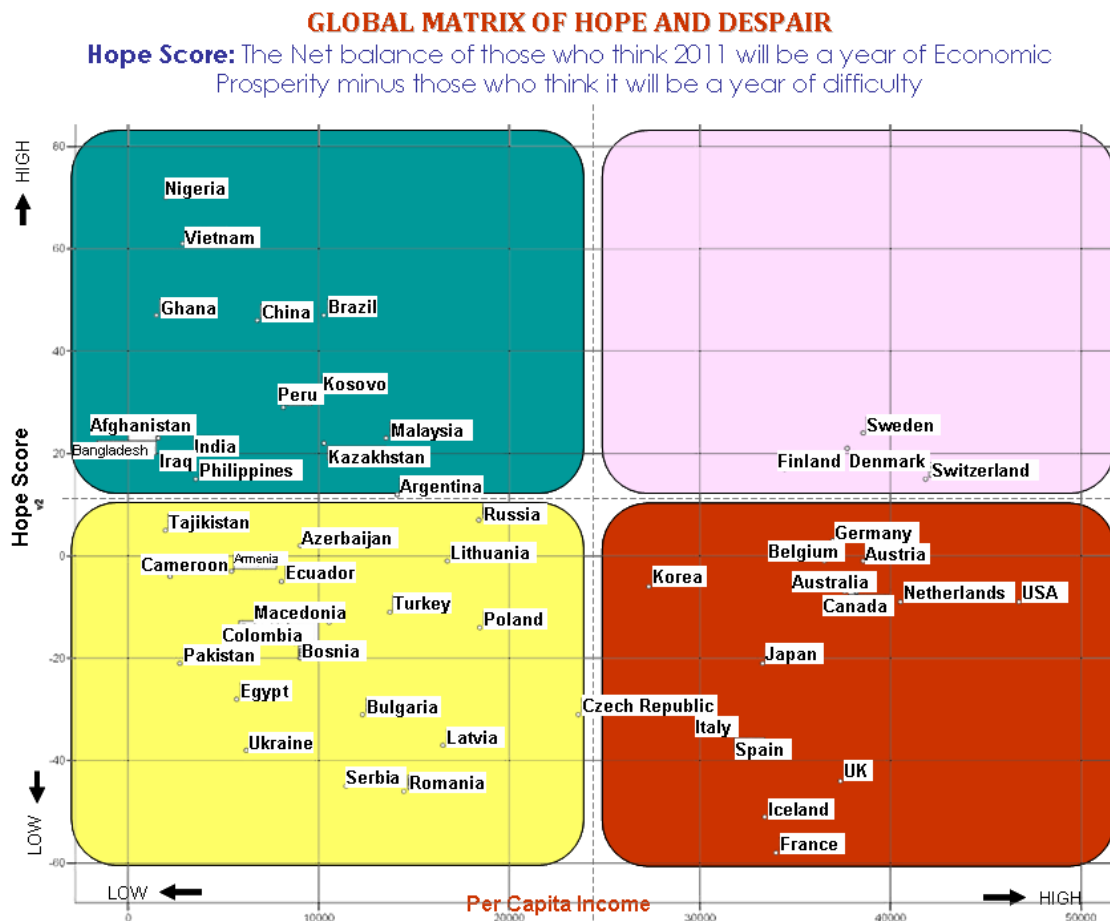 GLOBAL MATRIX OF HOPE AND DESPAIR
Hope Score: The Net balance of those who think 2011 will be a year of Economic
Prosperity minus those who think it will be a year of difficulty
HIGH
60
Nigeria
Vietnam
60
Ghana
China
Brazil
40
Kosovo
Peru
Afghanistan
Malaysia
Sweden
Bangladesh
India
Iraq
Kazakhstan
Finland
Denmark
20
Philippines
Switzerland
Argentina
Hope Score
v2
Russia
Tajikistan
Azerbaijan
Germany
Lithuania
Belgium
Austria
0
Cameroon
Armenia
Ecuador
Korea
Australia
Netherlands
USA
Macedonia
Turkey
Canada
Poland
Colombia
Pakistan
Bosnia
Japan
-20
Egypt
Bulgaria
Czech Republic
Italy
Ukraine
Latvia
Spain
-40
Serbia
Romania
UK
Iceland
France
-60
LOW
LOW
Per Capita Income
HIGH
0
10000
20000
30000
40000
50000